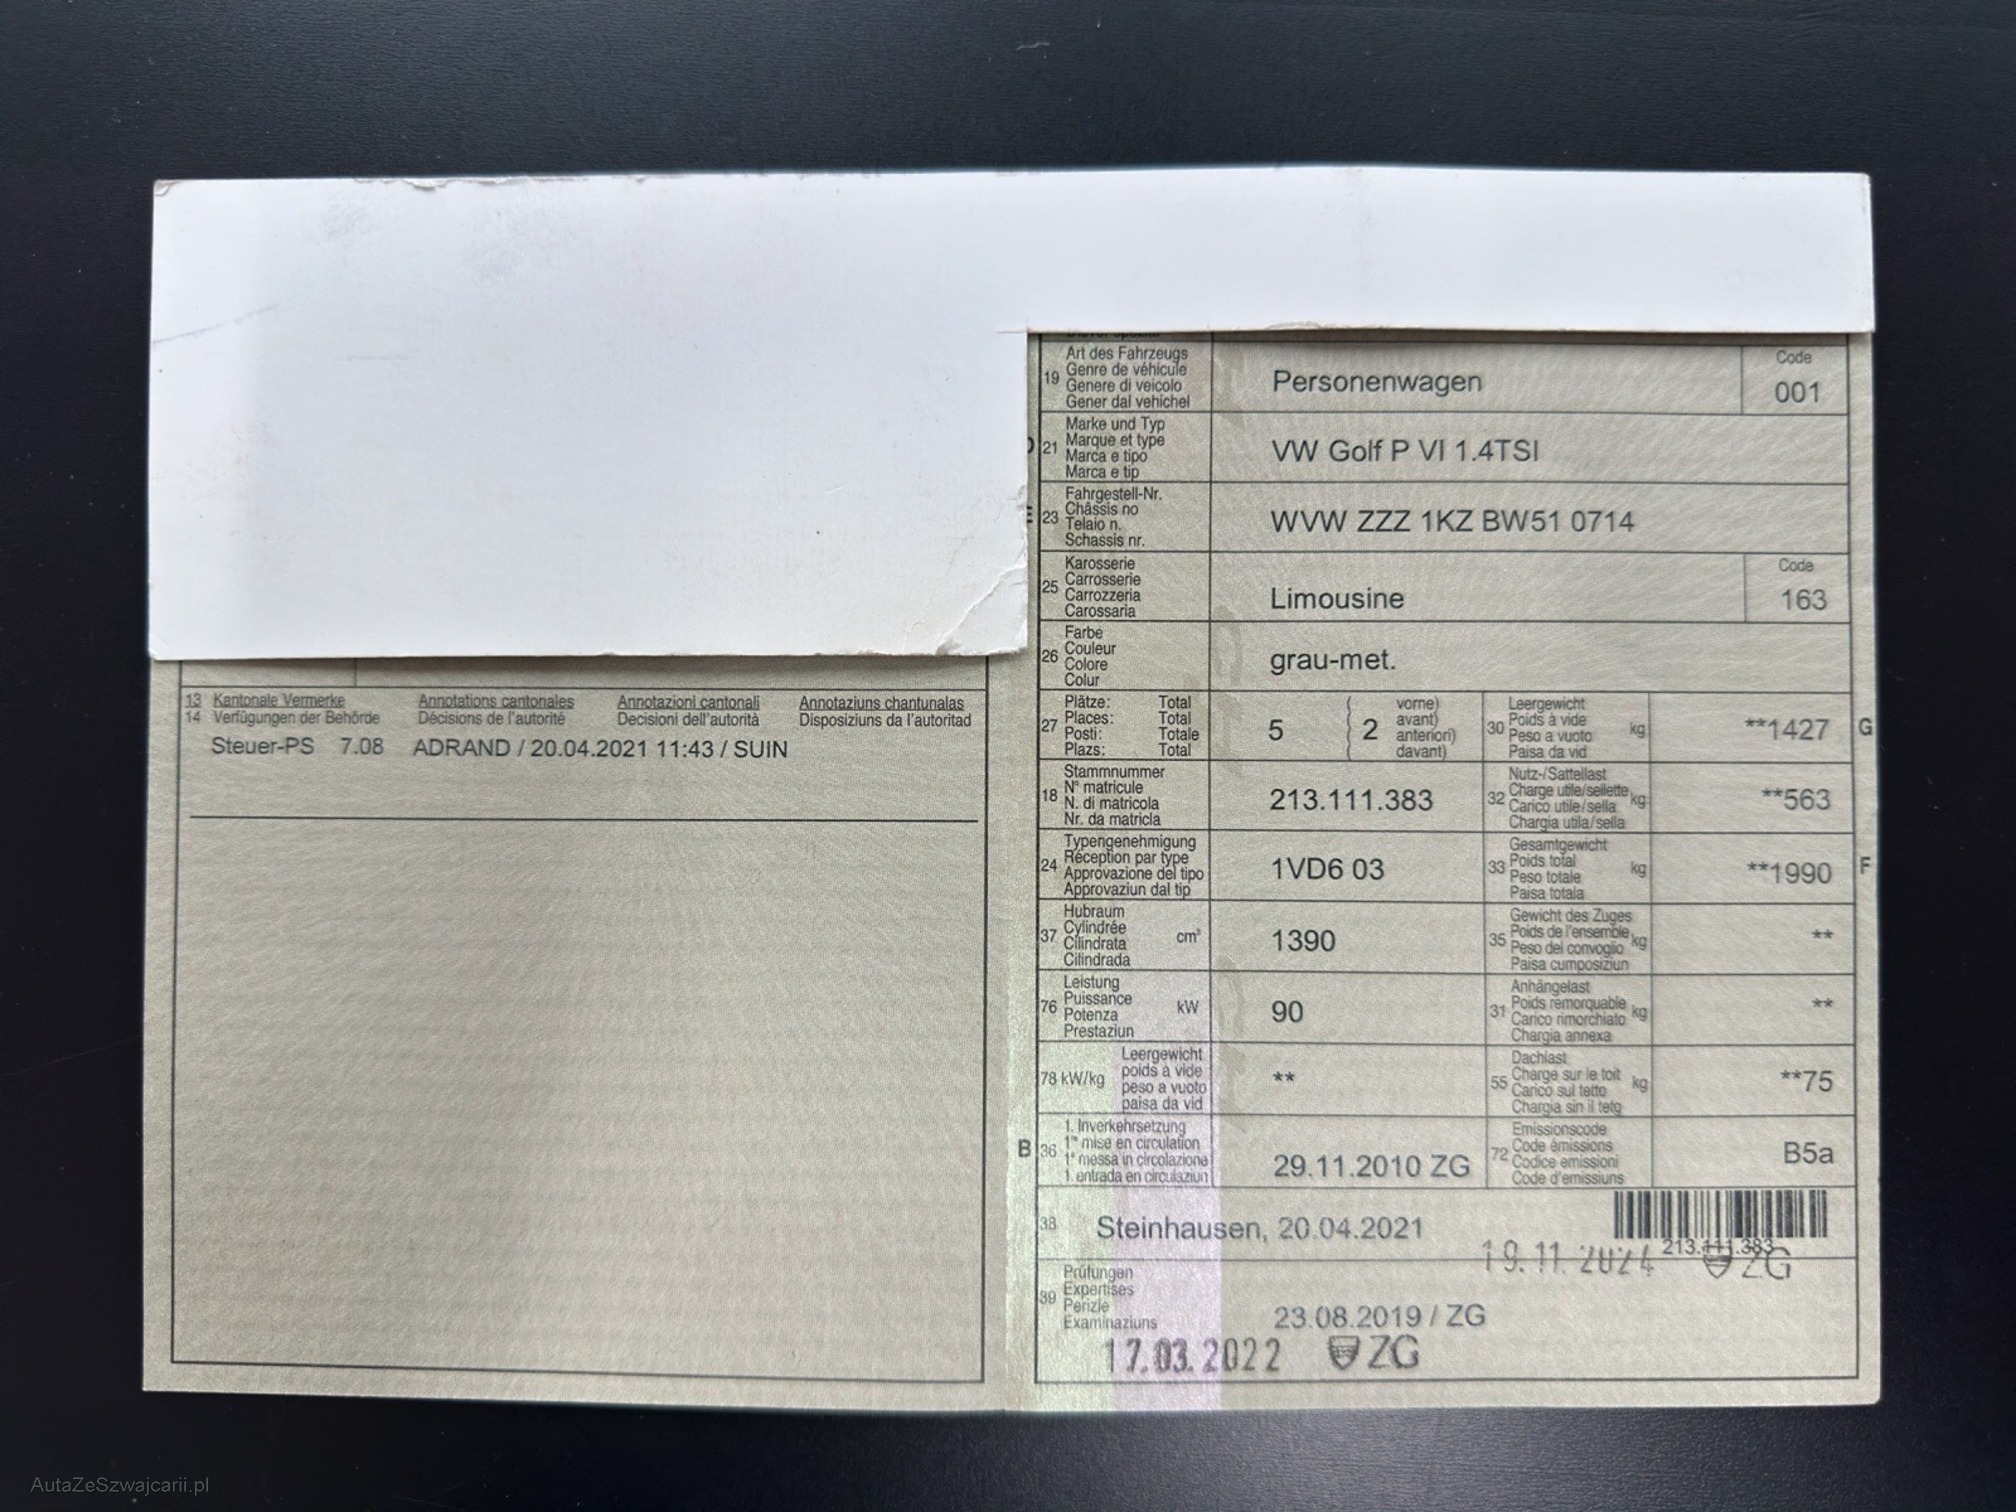 13 Kantonale Vermerke Annotations cantonales Annotazioni cantonali Annotaziuns chantunalas
14 Verfügungen der Behörde Décisions de l'autorité Decisioni dell'autorità Disposiziuns da l'autoritad
Steuer-PS 7.08 ADRAND / 20.04.2021 11:43 / SUIN
19 Art des Fahrzeugs
Genre de véhicule
Genere di veicolo
Gener dal vehichel
Personenwagen
Code
001
21 Marke und Typ
Marque et type
Marca e tipo
Marca e tip
VW Golf P VI 1.4TSI
23 Fahrgestell-Nr.
Châssis no
Telaio n.
Schassis nr.
WVW ZZZ 1KZ BW51 0714
25 Karosserie
Carrosserie
Carrozzeria
Carossaria
Limousine
Code
163
26 Farbe
Couleur
Colore
Colur
grau-met.
27 Plätze: Total
Places: Total
Posti: Totale
Plazs: Total
5 ( 2 vorne)
avant)
anteriori)
davant)
30 Leergewicht
Poids à vide
Peso a vuoto
Paisa da vid
kg
**1427
G
18 Stammnummer
N° matricule
N. di matricola
Nr. da matricla
213.111.383
32 Nutz-/Sattellast
Charge utile/sellette
Carico utile/sella
Chargia utila/sella
kg
**563
24 Typengenehmigung
Réception par type
Approvazione del tipo
Approvaziun dal tip
1VD6 03
33 Gesamtgewicht
Poids total
Peso totale
Paisa totala
kg
**1990
F
37 Hubraum
Cylindrée
Cilindrata
Cilindrada
cm³
1390
35 Gewicht des Zuges
Poids de l'ensemble
Peso del convoglio
Paisa cumposiziun
kg
**
76 Leistung
Puissance
Potenza
Prestaziun
kW
90
31 Anhängelast
Poids remorquable
Carico rimorchiato
Chargia annexa
kg
**
78 kW/kg
Leergewicht
poids à vide
peso a vuoto
paisa da vid
**
55 Dachlast
Charge sur le toit
Carico sul tetto
Chargia sin il tetg
kg
**75
B 36 1. Inverkehrsetzung
1re mise en circulation
1a messa in circolazione
1. entrada en circulaziun
29.11.2010 ZG
72 Emissionscode
Code émissions
Codice emissioni
Code d'emissiuns
B5a
38 Steinhausen, 20.04.2021
213.111.383
19.11.2024 ZG
39 Prüfungen
Expertises
Perizie
Examinaziuns
23.08.2019 / ZG
17.03.2022 ZG
AutaZeSzwajcarii.pl